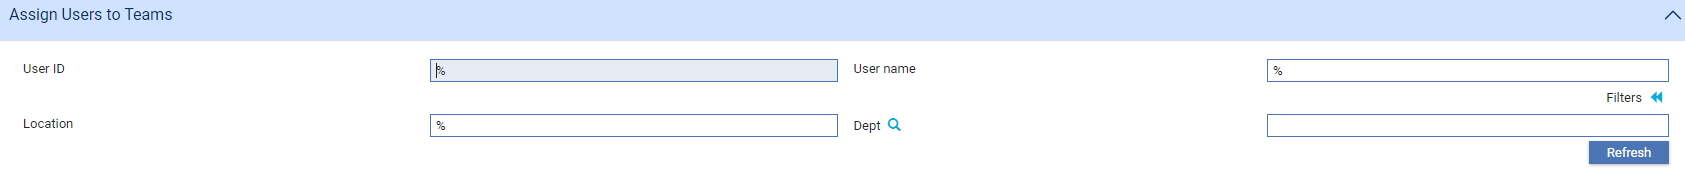 Assign Users to Teams
User ID % User name %
Filters
Location % Dept
Refresh